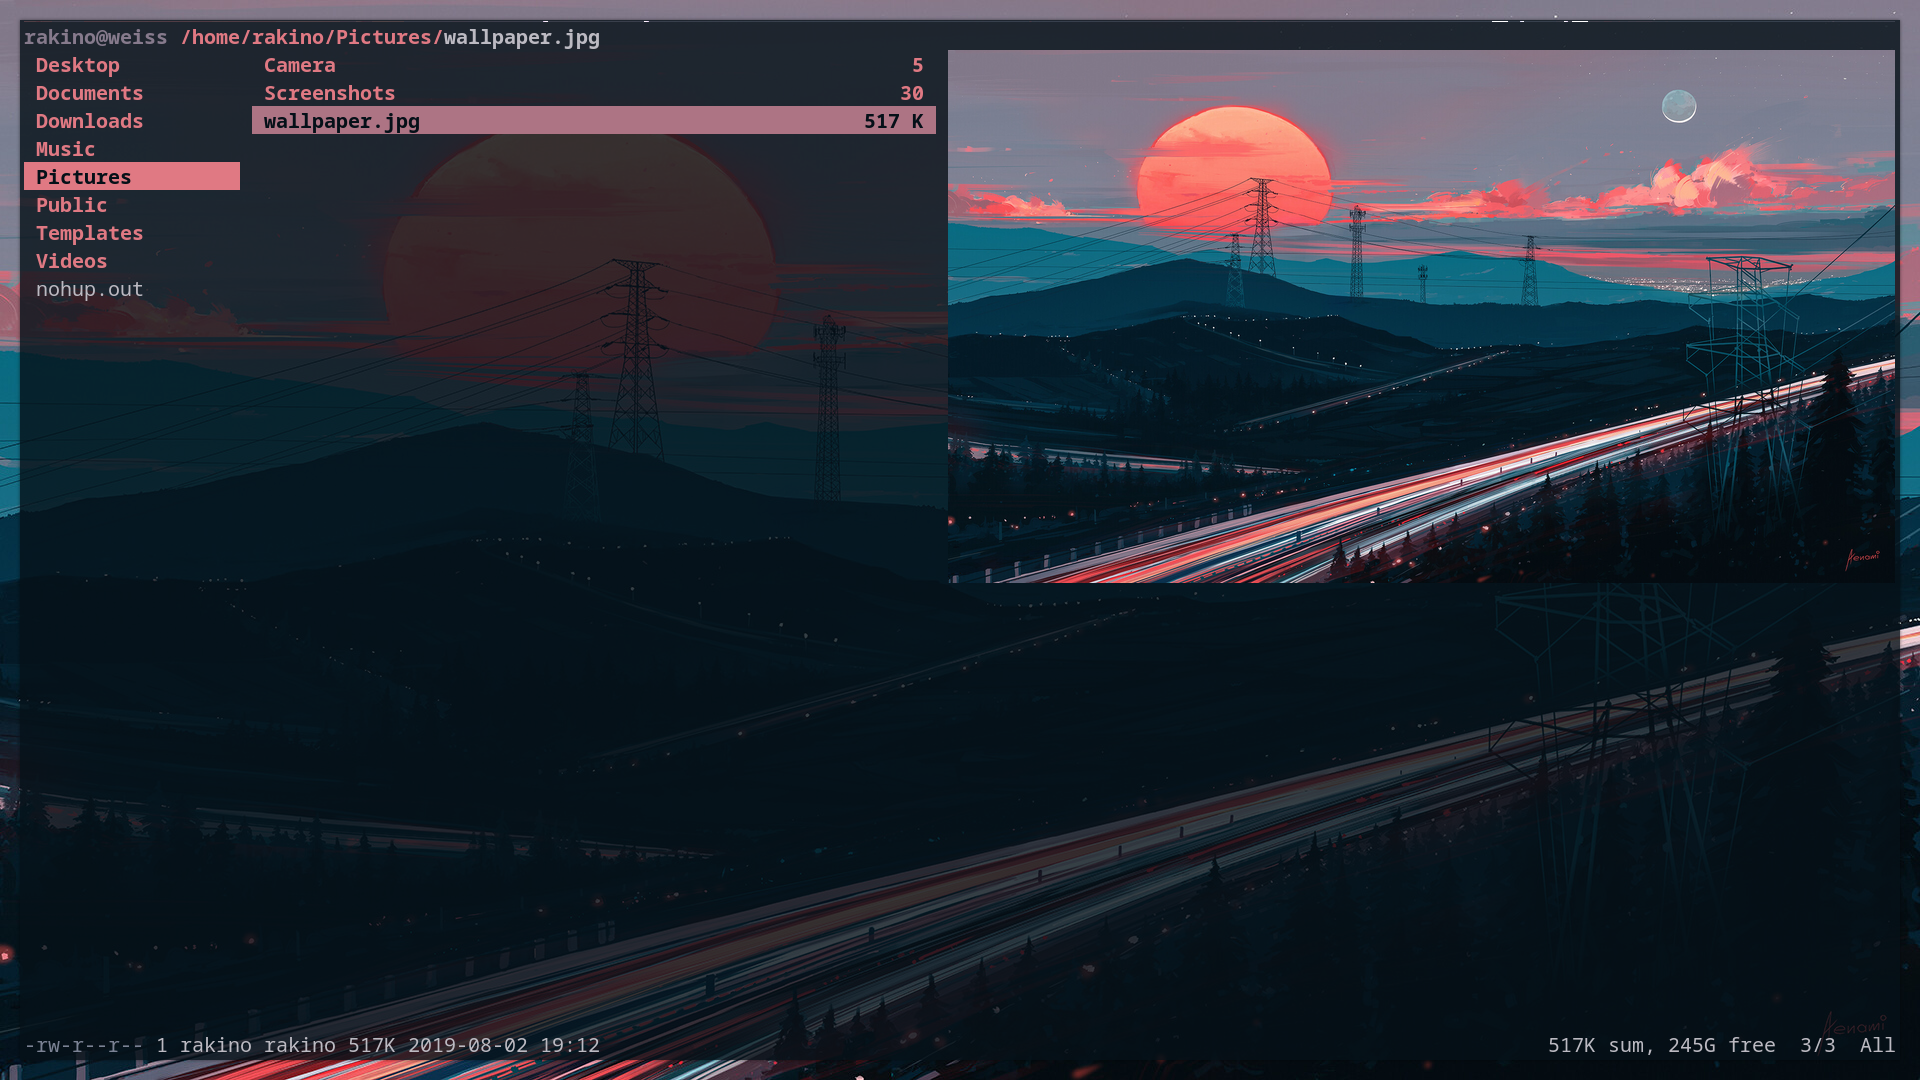 rakino@weiss /home/rakino/Pictures/wallpaper.jpg
Desktop
Documents
Downloads
Music
Pictures
Public
Templates
Videos
nohup.out
Camera 5
Screenshots 30
wallpaper.jpg 517 K
Aenami
Aenami
-rw-r--r-- 1 rakino rakino 517K 2019-08-02 19:12
517K sum, 245G free 3/3 All